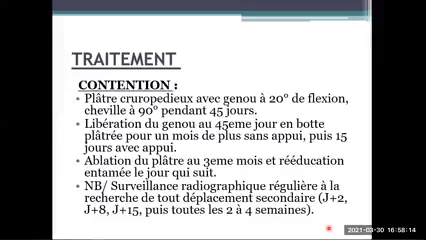 TRAITEMENT
CONTENTION :
• Plâtre cruropedieux avec genou à 20° de flexion,
cheville à 90° pendant 45 jours.
• Libération du genou au 45eme jour en botte
plâtrée pour un mois de plus sans appui, puis 15
jours avec appui.
• Ablation du plâtre au 3eme mois et rééducation
entamée le jour qui suit.
• NB/ Surveillance radiographique régulière à la
recherche de tout déplacement secondaire (J+2,
J+8, J+15, puis toutes les 2 à 4 semaines).
2021-03-30 16:58:14